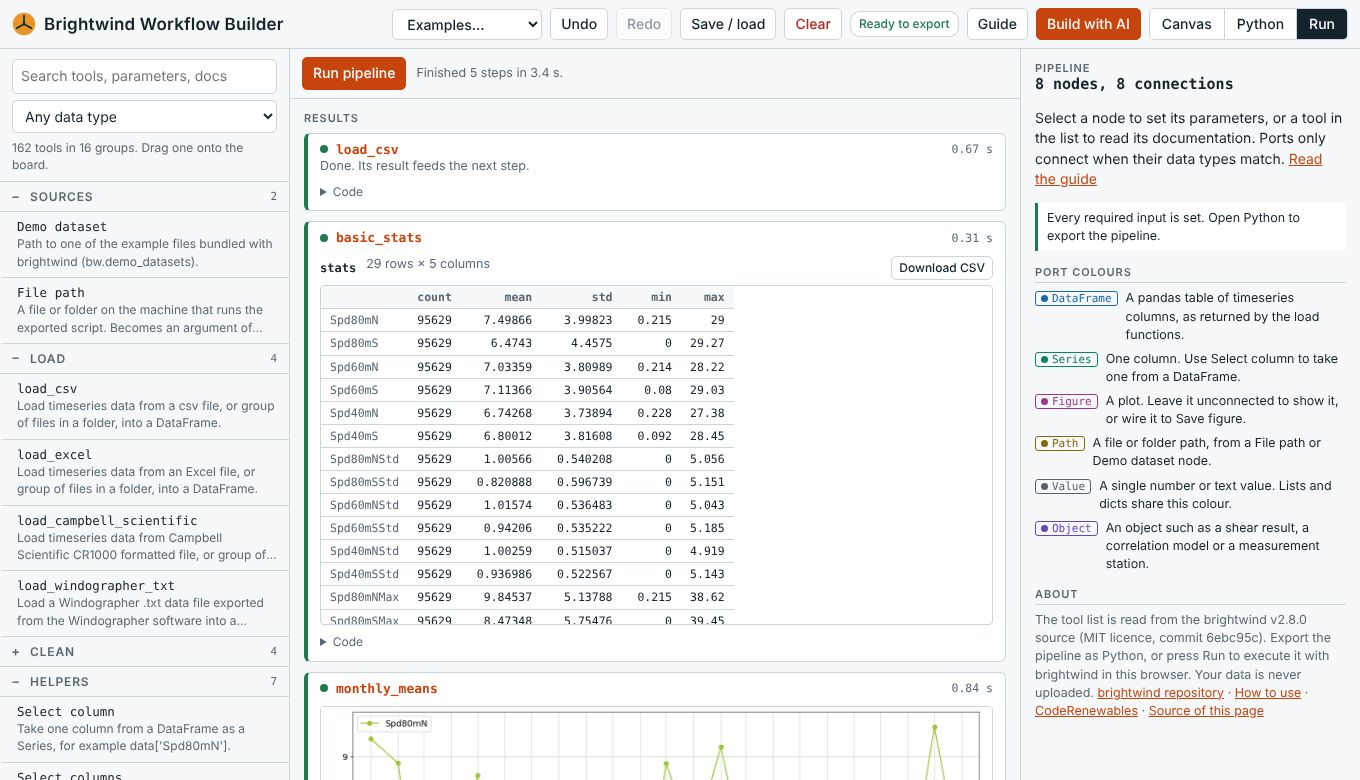 Brightwind Workflow Builder
Examples...
Undo
Redo
Save / load
Clear
Ready to export
Guide
Build with AI
Canvas
Python
Run
Search tools, parameters, docs
Any data type
162 tools in 16 groups. Drag one onto the
board.
− SOURCES 2
Demo dataset
Path to one of the example files bundled with
brightwind (bw.demo_datasets).
File path
A file or folder on the machine that runs the
exported script. Becomes an argument of...
− LOAD 4
load_csv
Load timeseries data from a csv file, or group
of files in a folder, into a DataFrame.
load_excel
Load timeseries data from an Excel file, or
group of files in a folder, into a DataFrame.
load_campbell_scientific
Load timeseries data from Campbell
Scientific CR1000 formatted file, or group of...
load_windographer_txt
Load a Windographer .txt data file exported
from the Windographer software into a...
+ CLEAN 4
− HELPERS 7
Select column
Take one column from a DataFrame as a
Series, for example data['Spd80mN'].
Select columns
Run pipeline
Finished 5 steps in 3.4 s.
RESULTS
load_csv 0.67 s
Done. Its result feeds the next step.
Code
basic_stats 0.31 s
stats 29 rows × 5 columns Download CSV
count mean std min max
Spd80mN 95629 7.49866 3.99823 0.215 29
Spd80mS 95629 6.4743 4.4575 0 29.27
Spd60mN 95629 7.03359 3.80989 0.214 28.22
Spd60mS 95629 7.11366 3.90564 0.08 29.03
Spd40mN 95629 6.74268 3.73894 0.228 27.38
Spd40mS 95629 6.80012 3.81608 0.092 28.45
Spd80mNStd 95629 1.00566 0.540208 0 5.056
Spd80mSStd 95629 0.820888 0.596739 0 5.151
Spd60mNStd 95629 1.01574 0.536483 0 5.043
Spd60mSStd 95629 0.94206 0.535222 0 5.185
Spd40mNStd 95629 1.00259 0.515037 0 4.919
Spd40mSStd 95629 0.936986 0.522567 0 5.143
Spd80mNMax 95629 9.84537 5.13788 0.215 38.62
Spd80mSMax 95629 8.47348 5.75476 0 39.45
Code
monthly_means 0.84 s
Spd80mN
9
PIPELINE
8 nodes, 8 connections
Select a node to set its parameters, or a tool in
the list to read its documentation. Ports only
connect when their data types match. Read
the guide
Every required input is set. Open Python to
export the pipeline.
PORT COLOURS
DataFrame A pandas table of timeseries
columns, as returned by the load
functions.
Series One column. Use Select column to take
one from a DataFrame.
Figure A plot. Leave it unconnected to show it,
or wire it to Save figure.
Path A file or folder path, from a File path or
Demo dataset node.
Value A single number or text value. Lists and
dicts share this colour.
Object An object such as a shear result, a
correlation model or a measurement
station.
ABOUT
The tool list is read from the brightwind v2.8.0
source (MIT licence, commit 6ebc95c). Export the
pipeline as Python, or press Run to execute it with
brightwind in this browser. Your data is never
uploaded. brightwind repository · How to use ·
CodeRenewables · Source of this page